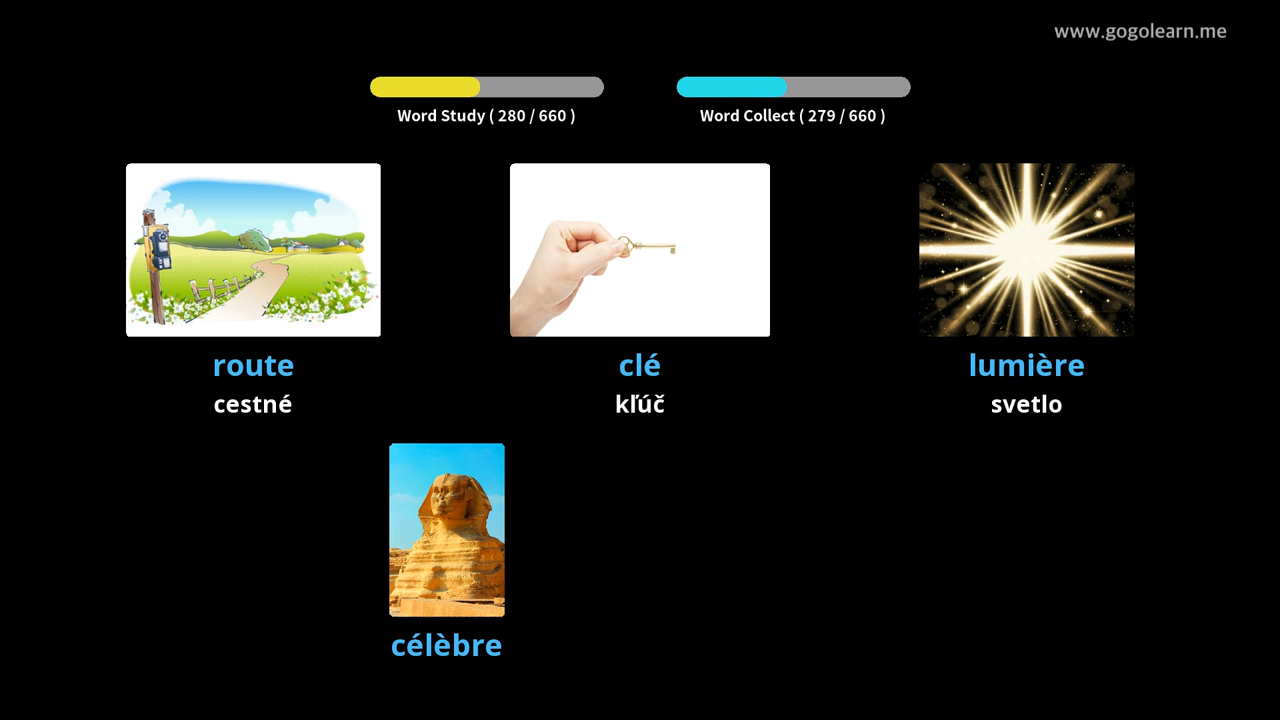 www.gogolearn.me
Word Study ( 280 / 660 )
Word Collect ( 279 / 660 )
route
clé
lumière
cestné
kľúč
svetlo
célèbre